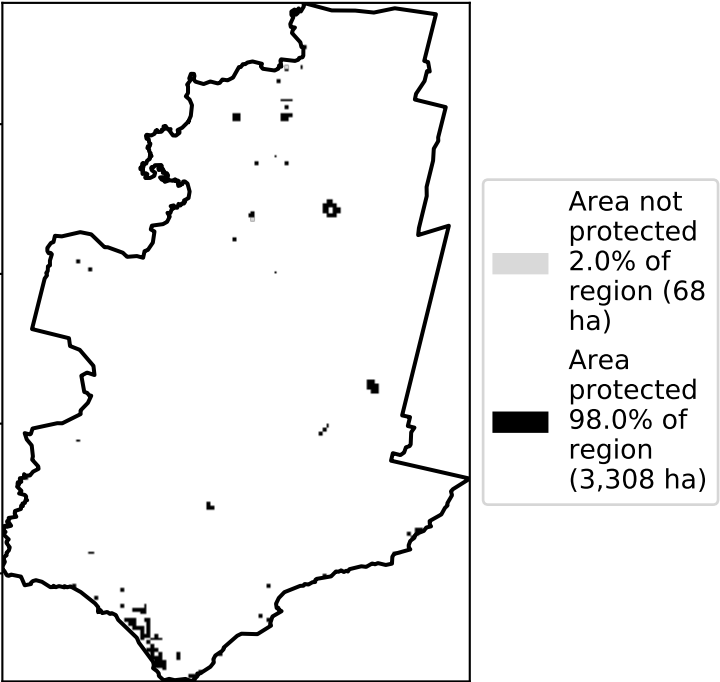 Area not
protected
2.0% of
region (68
ha)
Area
protected
98.0% of
region
(3,308 ha)